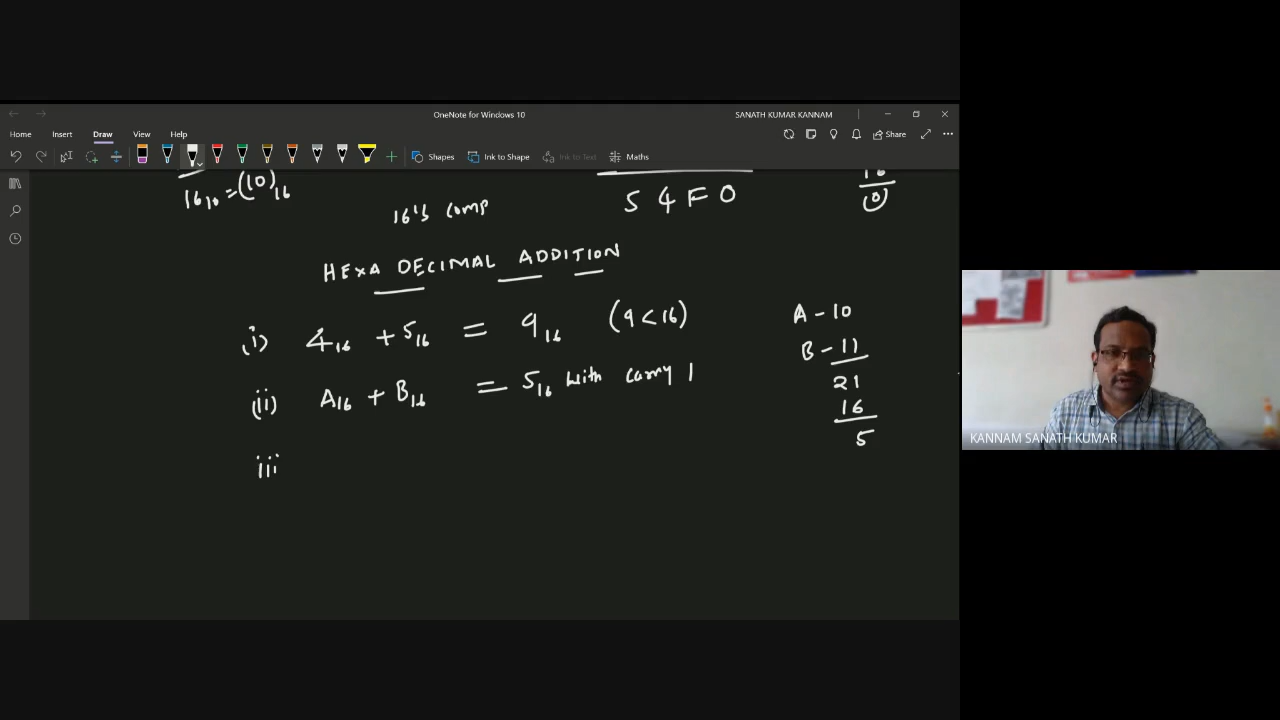 OneNote for Windows 10
SANATH KUMAR KANNAM
Home Insert Draw View Help
Share
Shapes Ink to Shape Ink to Text Maths
16₁₀ = (10)₁₆
16's comp
5 4 F 0
16
0
HEXA DECIMAL ADDITION
(i) 4₁₆ + 5₁₆ = 9₁₆ (9 < 16)
(ii) A₁₆ + B₁₆ = 5₁₆ with carry 1
iii
A - 10
B - 11
21
16
5
KANNAM SANATH KUMAR